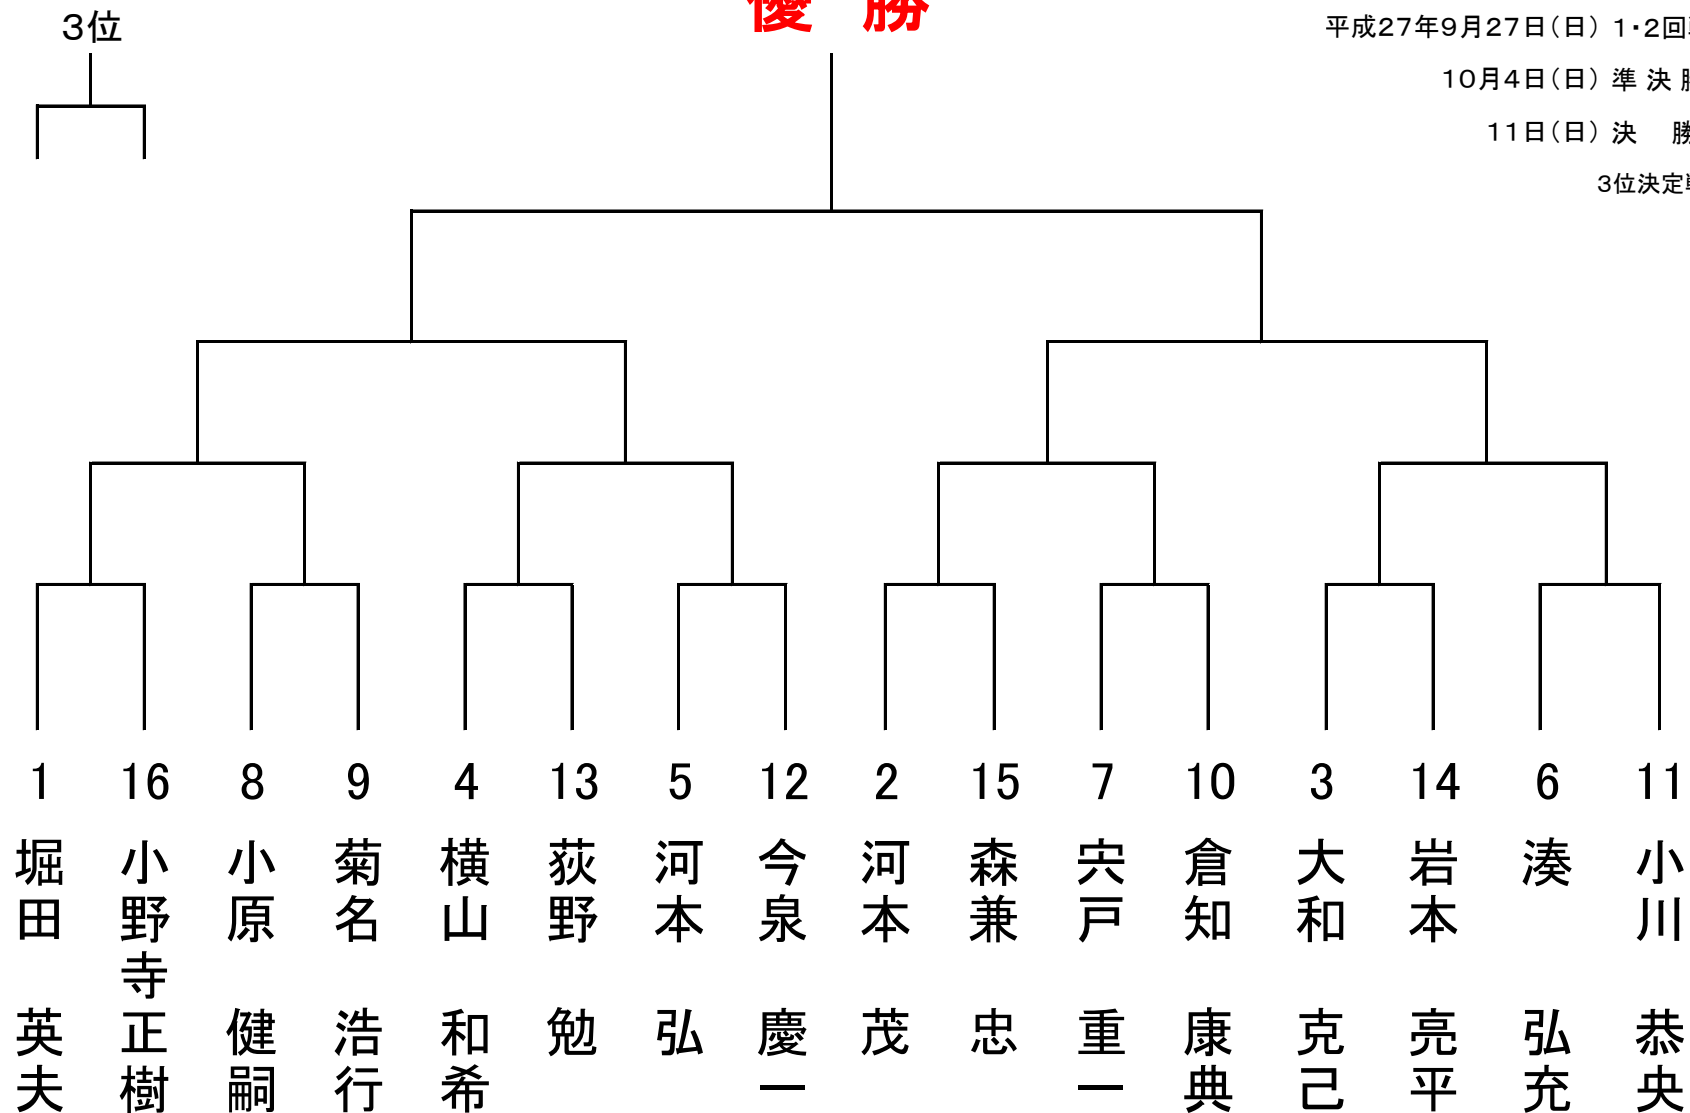 3位
優 勝
平成27年9月27日（日） 1・2回
10月4日（日） 準 決
11日（日） 決 勝
3位決定
1 16 8 9 4 13 5 12 2 15 7 10 3 14 6 11
堀田 英夫
小野寺正樹
小原 健嗣
菊名 浩行
横山 和希
荻野 勉
河本 弘
今泉 慶一
河本 茂
森兼 忠
宍戸 重一
倉知 康典
大和 克己
岩本 亮平
湊 弘充
小川 恭央